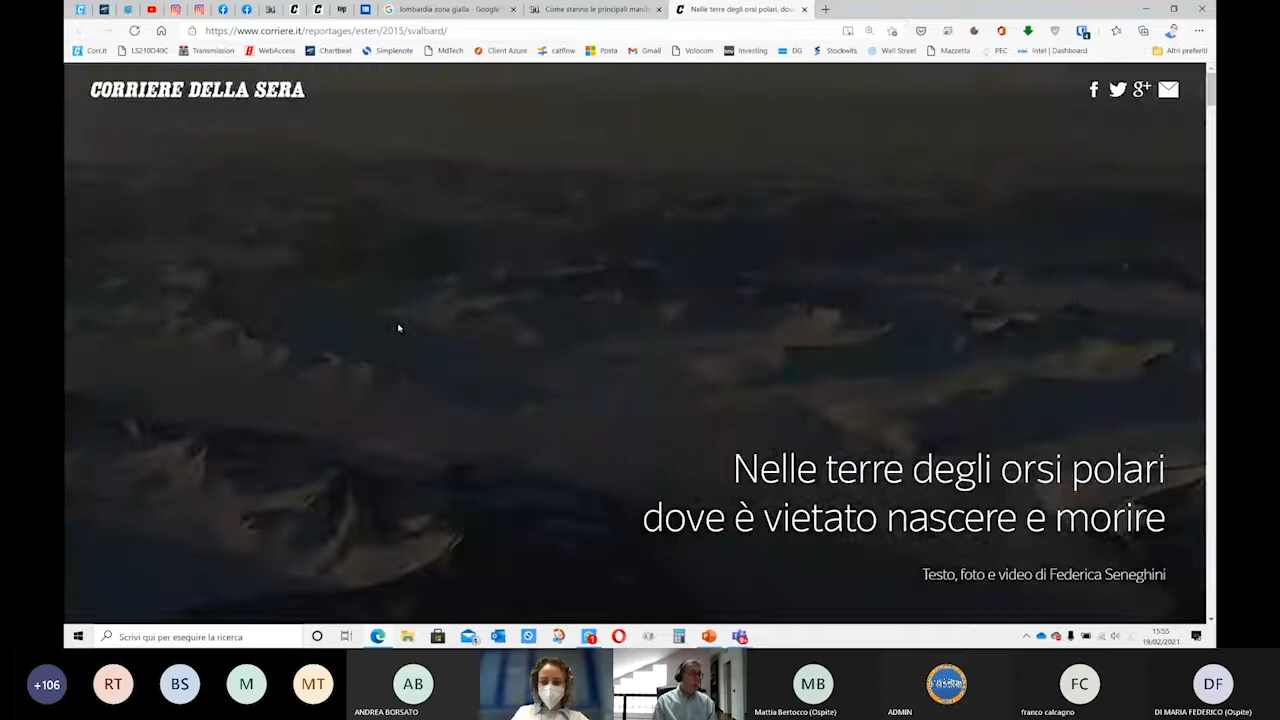 lombardia zona gialla - Google
Come stanno le principali mani
Nelle terre degli orsi polari, dov
https://www.corriere.it/reportages/esteri/2015/svalbard/
Corr.it
LS210D40C
Transmission
WebAccess
Chartbeat
Simplenote
MdTech
Client Azure
catflow
Posta
Gmail
Volocom
Investing
DG
Stockwits
Wall Street
Mazzetta
PEC
Intel | Dashboard
Altri preferiti
CORRIERE DELLA SERA
Nelle terre degli orsi polari
dove è vietato nascere e morire
Testo, foto e video di Federica Seneghini
Scrivi qui per eseguire la ricerca
15:55
19/02/2021
+106
RT
BS
M
MT
AB
MB
FC
DF
ANDREA BORSATO
Mattia Bertocco (Ospite)
ADMIN
franco calcagno
DI MARIA FEDERICO (Ospite)